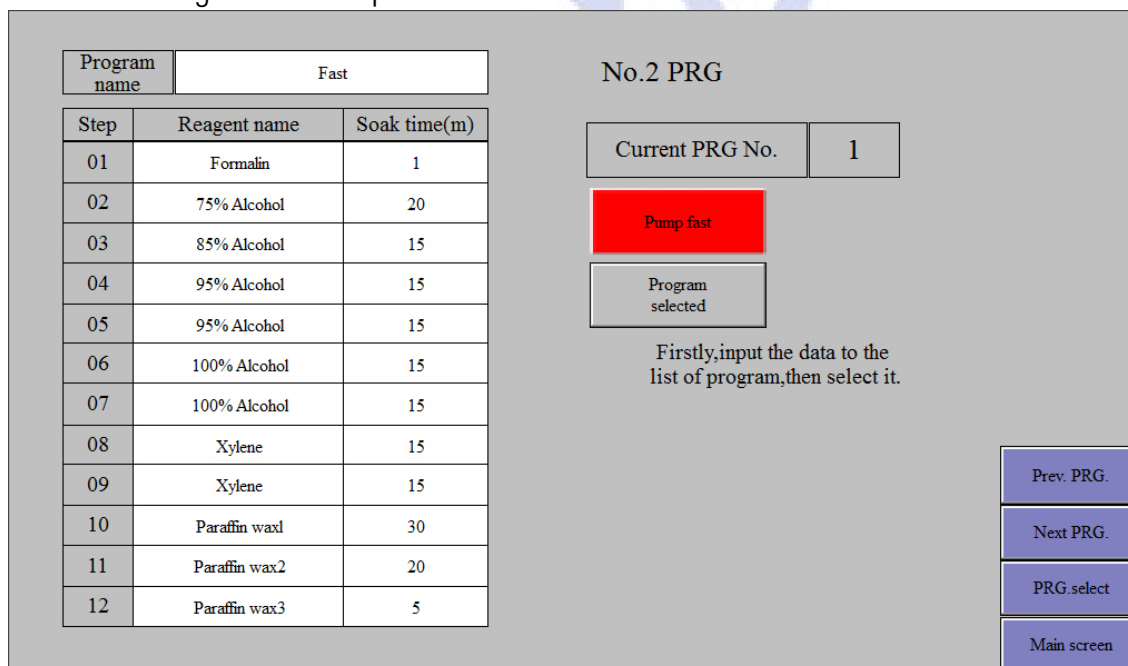 Program name Fast
No.2 PRG
Step Reagent name Soak time(m)
01 Formalin 1
02 75% Alcohol 20
03 85% Alcohol 15
04 95% Alcohol 15
05 95% Alcohol 15
06 100% Alcohol 15
07 100% Alcohol 15
08 Xylene 15
09 Xylene 15
10 Paraffin wax1 30
11 Paraffin wax2 20
12 Paraffin wax3 5
Current PRG No. 1
Pump fast
Program
selected
Firstly,input the data to the
list of program,then select it.
Prev. PRG.
Next PRG.
PRG.select
Main screen